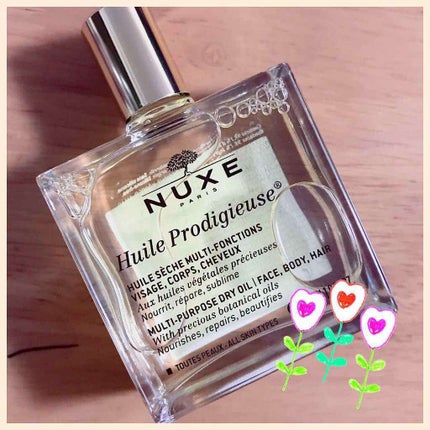 NUXE
PARIS
Huile Prodigieuse®
HUILE SÈCHE MULTI-FONCTIONS
VISAGE, CORPS, CHEVEUX
Aux huiles végétales précieuses
Nourrit, répare, sublime
MULTI-PURPOSE DRY OIL | FACE, BODY, HAIR
With precious botanical oils
Nourishes, repairs, beautifies
TOUTES PEAUX - ALL SKIN TYPES